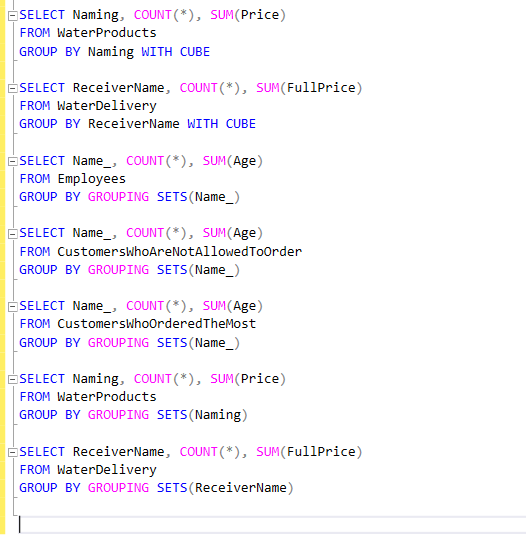 SELECT Naming, COUNT(*), SUM(Price)
FROM WaterProducts
GROUP BY Naming WITH CUBE
SELECT ReceiverName, COUNT(*), SUM(FullPrice)
FROM WaterDelivery
GROUP BY ReceiverName WITH CUBE
SELECT Name_, COUNT(*), SUM(Age)
FROM Employees
GROUP BY GROUPING SETS(Name_)
SELECT Name_, COUNT(*), SUM(Age)
FROM CustomersWhoAreNotAllowedToOrder
GROUP BY GROUPING SETS(Name_)
SELECT Name_, COUNT(*), SUM(Age)
FROM CustomersWhoOrderedTheMost
GROUP BY GROUPING SETS(Name_)
SELECT Naming, COUNT(*), SUM(Price)
FROM WaterProducts
GROUP BY GROUPING SETS(Naming)
SELECT ReceiverName, COUNT(*), SUM(FullPrice)
FROM WaterDelivery
GROUP BY GROUPING SETS(ReceiverName)